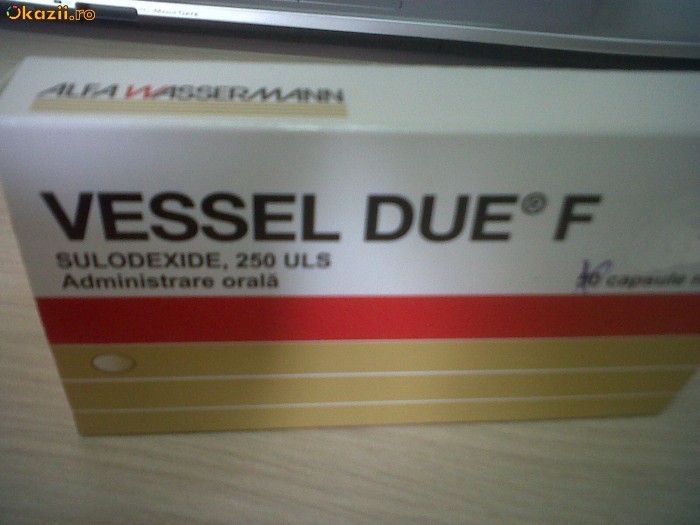 Okazii.ro
ALFA WASSERMANN
VESSEL DUE® F
SULODEXIDE, 250 ULS
Administrare orală
capsule